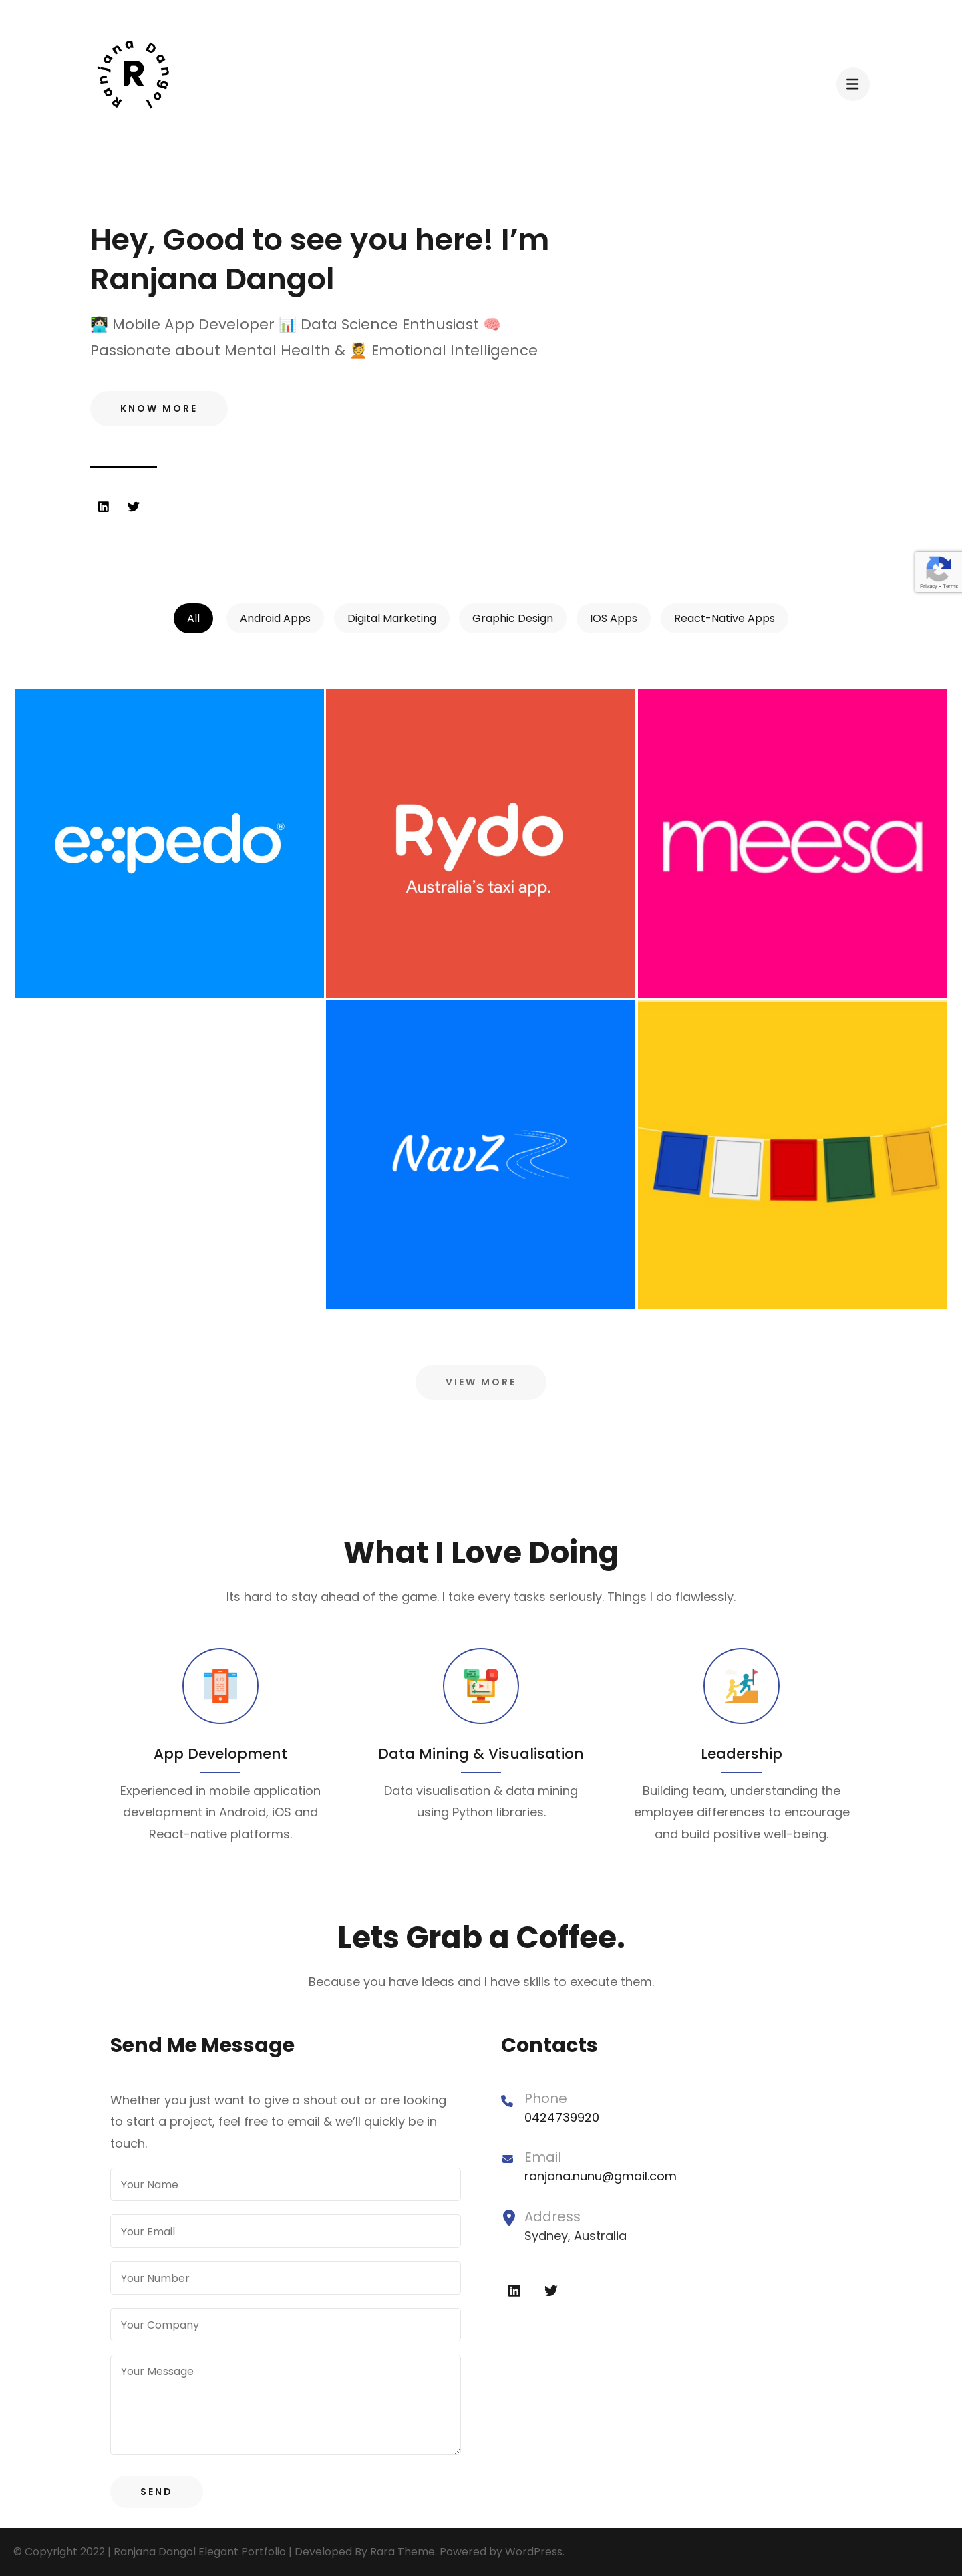 Ranjana Dangol
R
Hey, Good to see you here! I’m
Ranjana Dangol
👩🏻‍💻 Mobile App Developer 📊 Data Science Enthusiast 🧠
Passionate about Mental Health & 💆 Emotional Intelligence
KNOW MORE
Privacy - Terms
All
Android Apps
Digital Marketing
Graphic Design
IOS Apps
React-Native Apps
expedo®
Rydo
Australia’s taxi app.
meesa
NavZ
VIEW MORE
What I Love Doing
Its hard to stay ahead of the game. I take every tasks seriously. Things I do flawlessly.
App Development
Experienced in mobile application
development in Android, iOS and
React-native platforms.
Data Mining & Visualisation
Data visualisation & data mining
using Python libraries.
Leadership
Building team, understanding the
employee differences to encourage
and build positive well-being.
Lets Grab a Coffee.
Because you have ideas and I have skills to execute them.
Send Me Message
Whether you just want to give a shout out or are looking
to start a project, feel free to email & we’ll quickly be in
touch.
Your Name
Your Email
Your Number
Your Company
Your Message
SEND
Contacts
Phone
0424739920
Email
ranjana.nunu@gmail.com
Address
Sydney, Australia
© Copyright 2022 | Ranjana Dangol Elegant Portfolio | Developed By Rara Theme. Powered by WordPress.